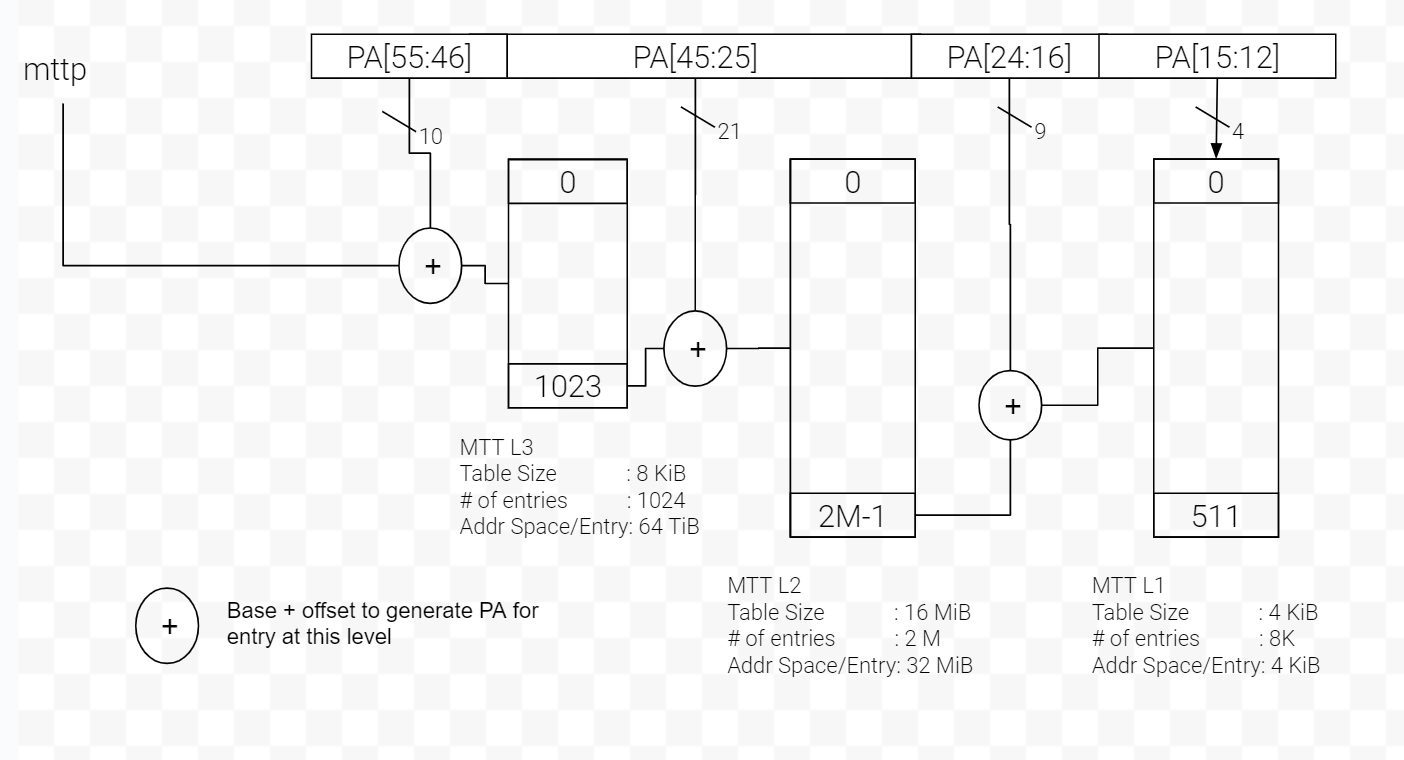 mttp
PA[55:46]
PA[45:25]
PA[24:16]
PA[15:12]
10
21
9
4
0
0
0
+
+
1023
+
2M-1
511
MTT L3
Table Size : 8 KiB
# of entries : 1024
Addr Space/Entry: 64 TiB
MTT L2
Table Size : 16 MiB
# of entries : 2 M
Addr Space/Entry: 32 MiB
MTT L1
Table Size : 4 KiB
# of entries : 8K
Addr Space/Entry: 4 KiB
+
Base + offset to generate PA for
entry at this level